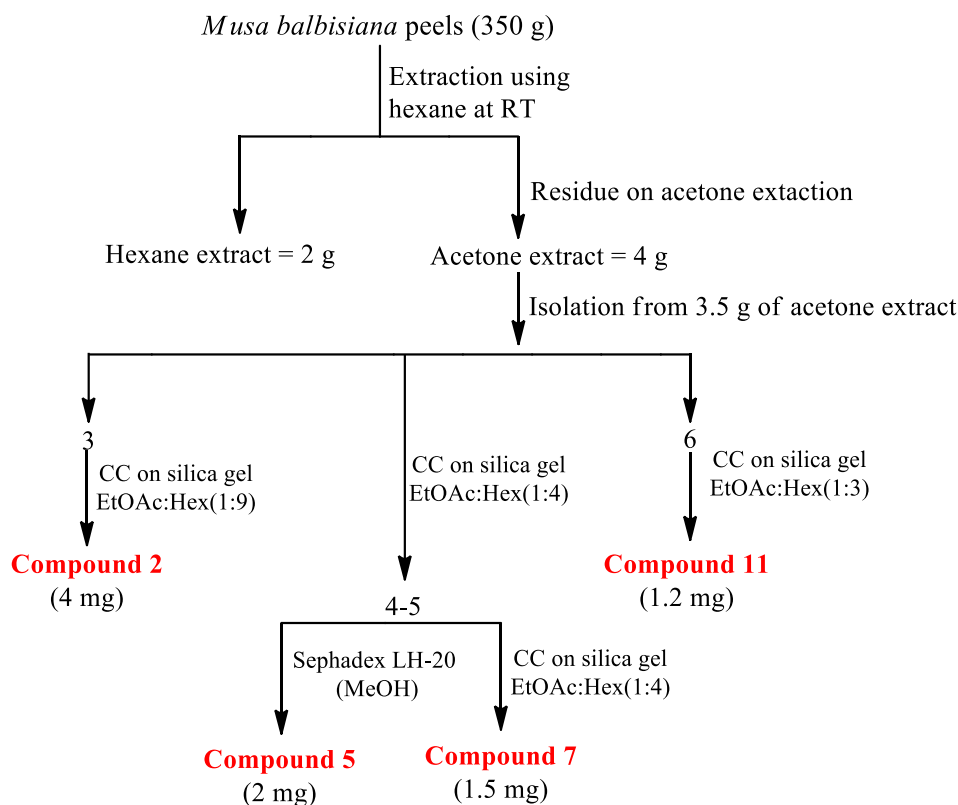 Musa balbisiana peels (350 g)
Extraction using
hexane at RT
Residue on acetone extaction
Hexane extract = 2 g
Acetone extract = 4 g
Isolation from 3.5 g of acetone extract
3
CC on silica gel
EtOAc:Hex(1:9)
CC on silica gel
EtOAc:Hex(1:4)
6
CC on silica gel
EtOAc:Hex(1:3)
Compound 2
(4 mg)
Compound 11
(1.2 mg)
4-5
Sephadex LH-20
(MeOH)
CC on silica gel
EtOAc:Hex(1:4)
Compound 5
(2 mg)
Compound 7
(1.5 mg)